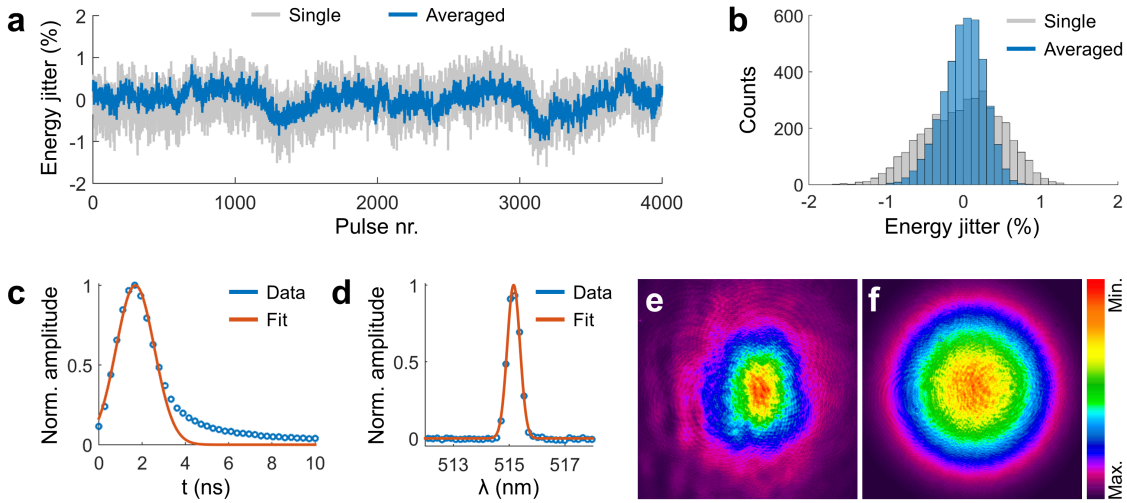 a
Single
Averaged
Energy jitter (%)
2
1
0
-1
-2
0
1000
2000
3000
4000
Pulse nr.
b
Single
Averaged
Counts
600
400
200
0
-2
-1
0
1
2
Energy jitter (%)
c
Data
Fit
Norm. amplitude
1
0.5
0
0
2
4
6
8
10
t (ns)
d
Data
Fit
Norm. amplitude
1
0.5
0
513
515
517
λ (nm)
e
f
Min.
Max.